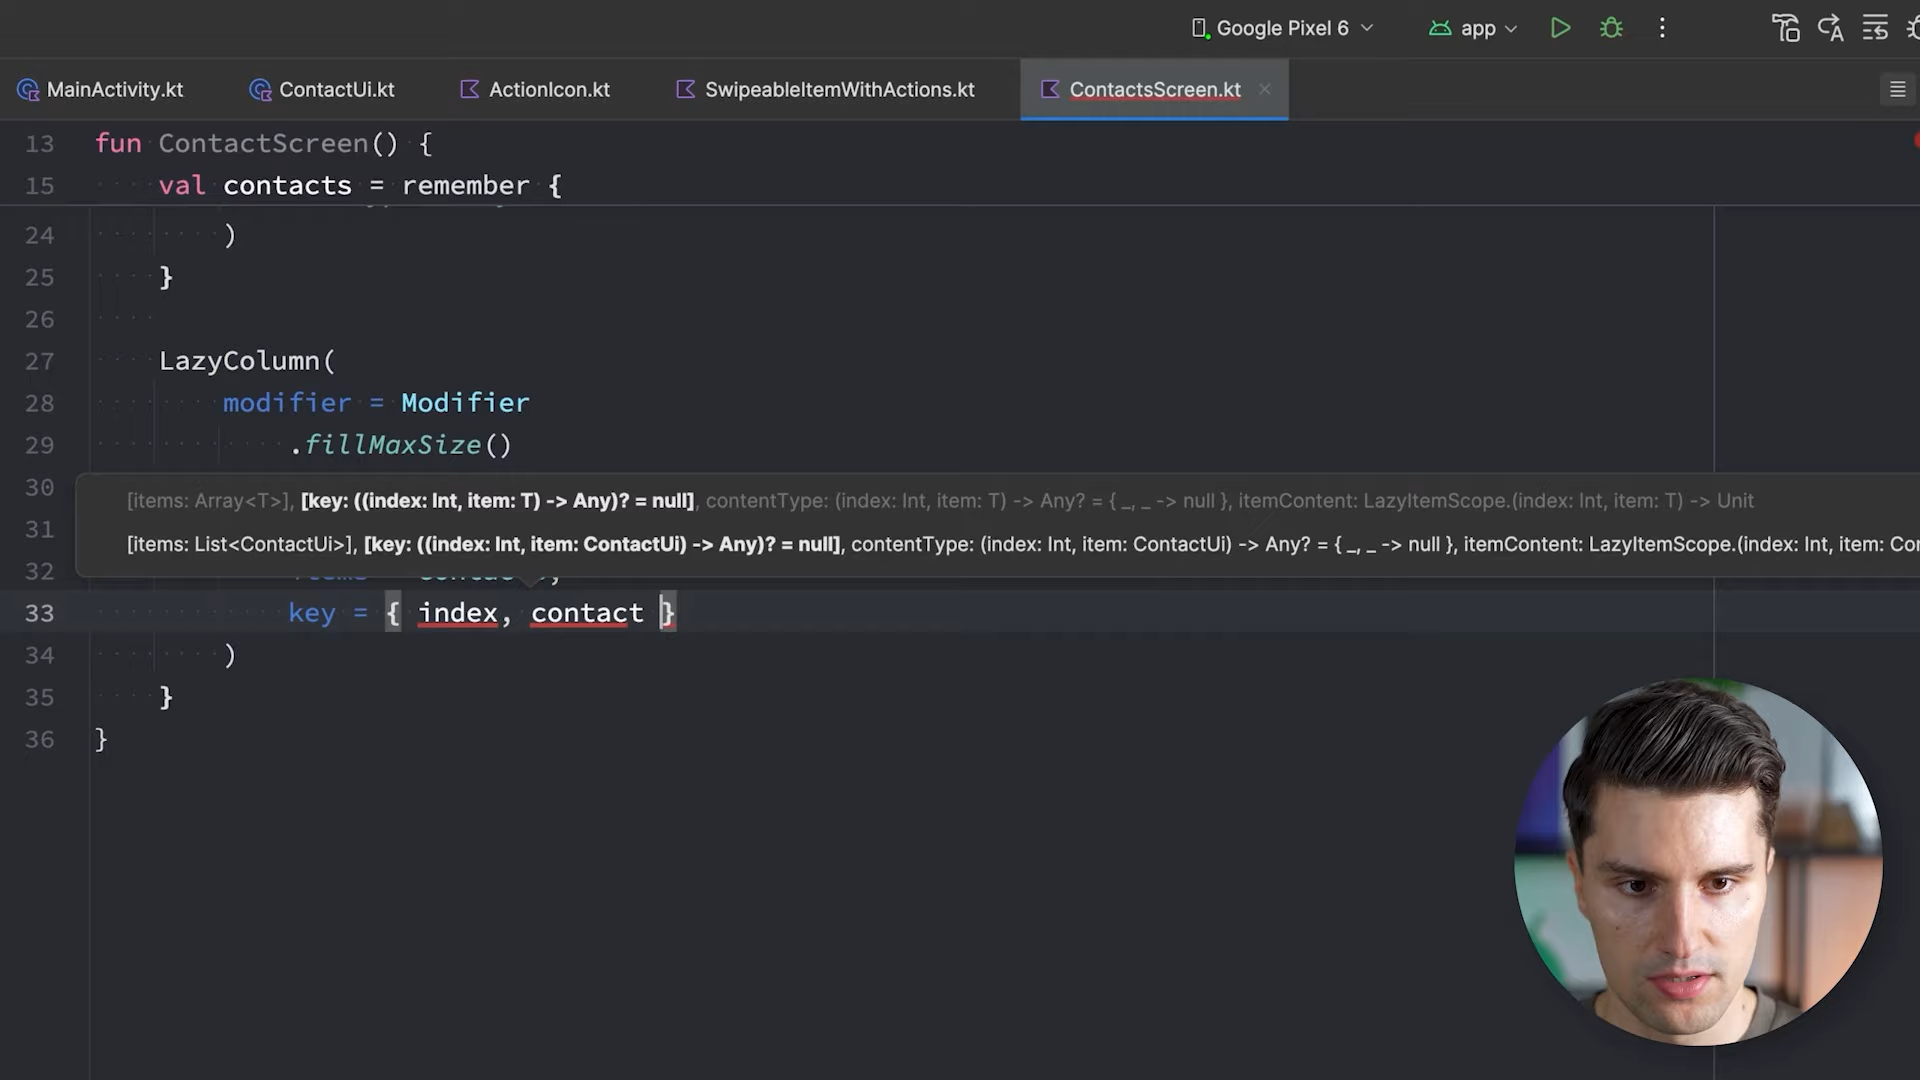 Google Pixel 6
app
MainActivity.kt
ContactUi.kt
ActionIcon.kt
SwipeableItemWithActions.kt
ContactsScreen.kt
13 fun ContactScreen() {
15 val contacts = remember {
24 )
25 }
26
27 LazyColumn(
28 modifier = Modifier
29 .fillMaxSize()
30 [items: Array<T>], [key: ((index: Int, item: T) -> Any)? = null], contentType: (index: Int, item: T) -> Any? = { _, _ -> null }, itemContent: LazyItemScope.(index: Int, item: T) -> Unit
31 [items: List<ContactUi>], [key: ((index: Int, item: ContactUi) -> Any)? = null], contentType: (index: Int, item: ContactUi) -> Any? = { _, _ -> null }, itemContent: LazyItemScope.(index: Int, item: Cor
32
33 key = { index, contact }
34 )
35 }
36 }